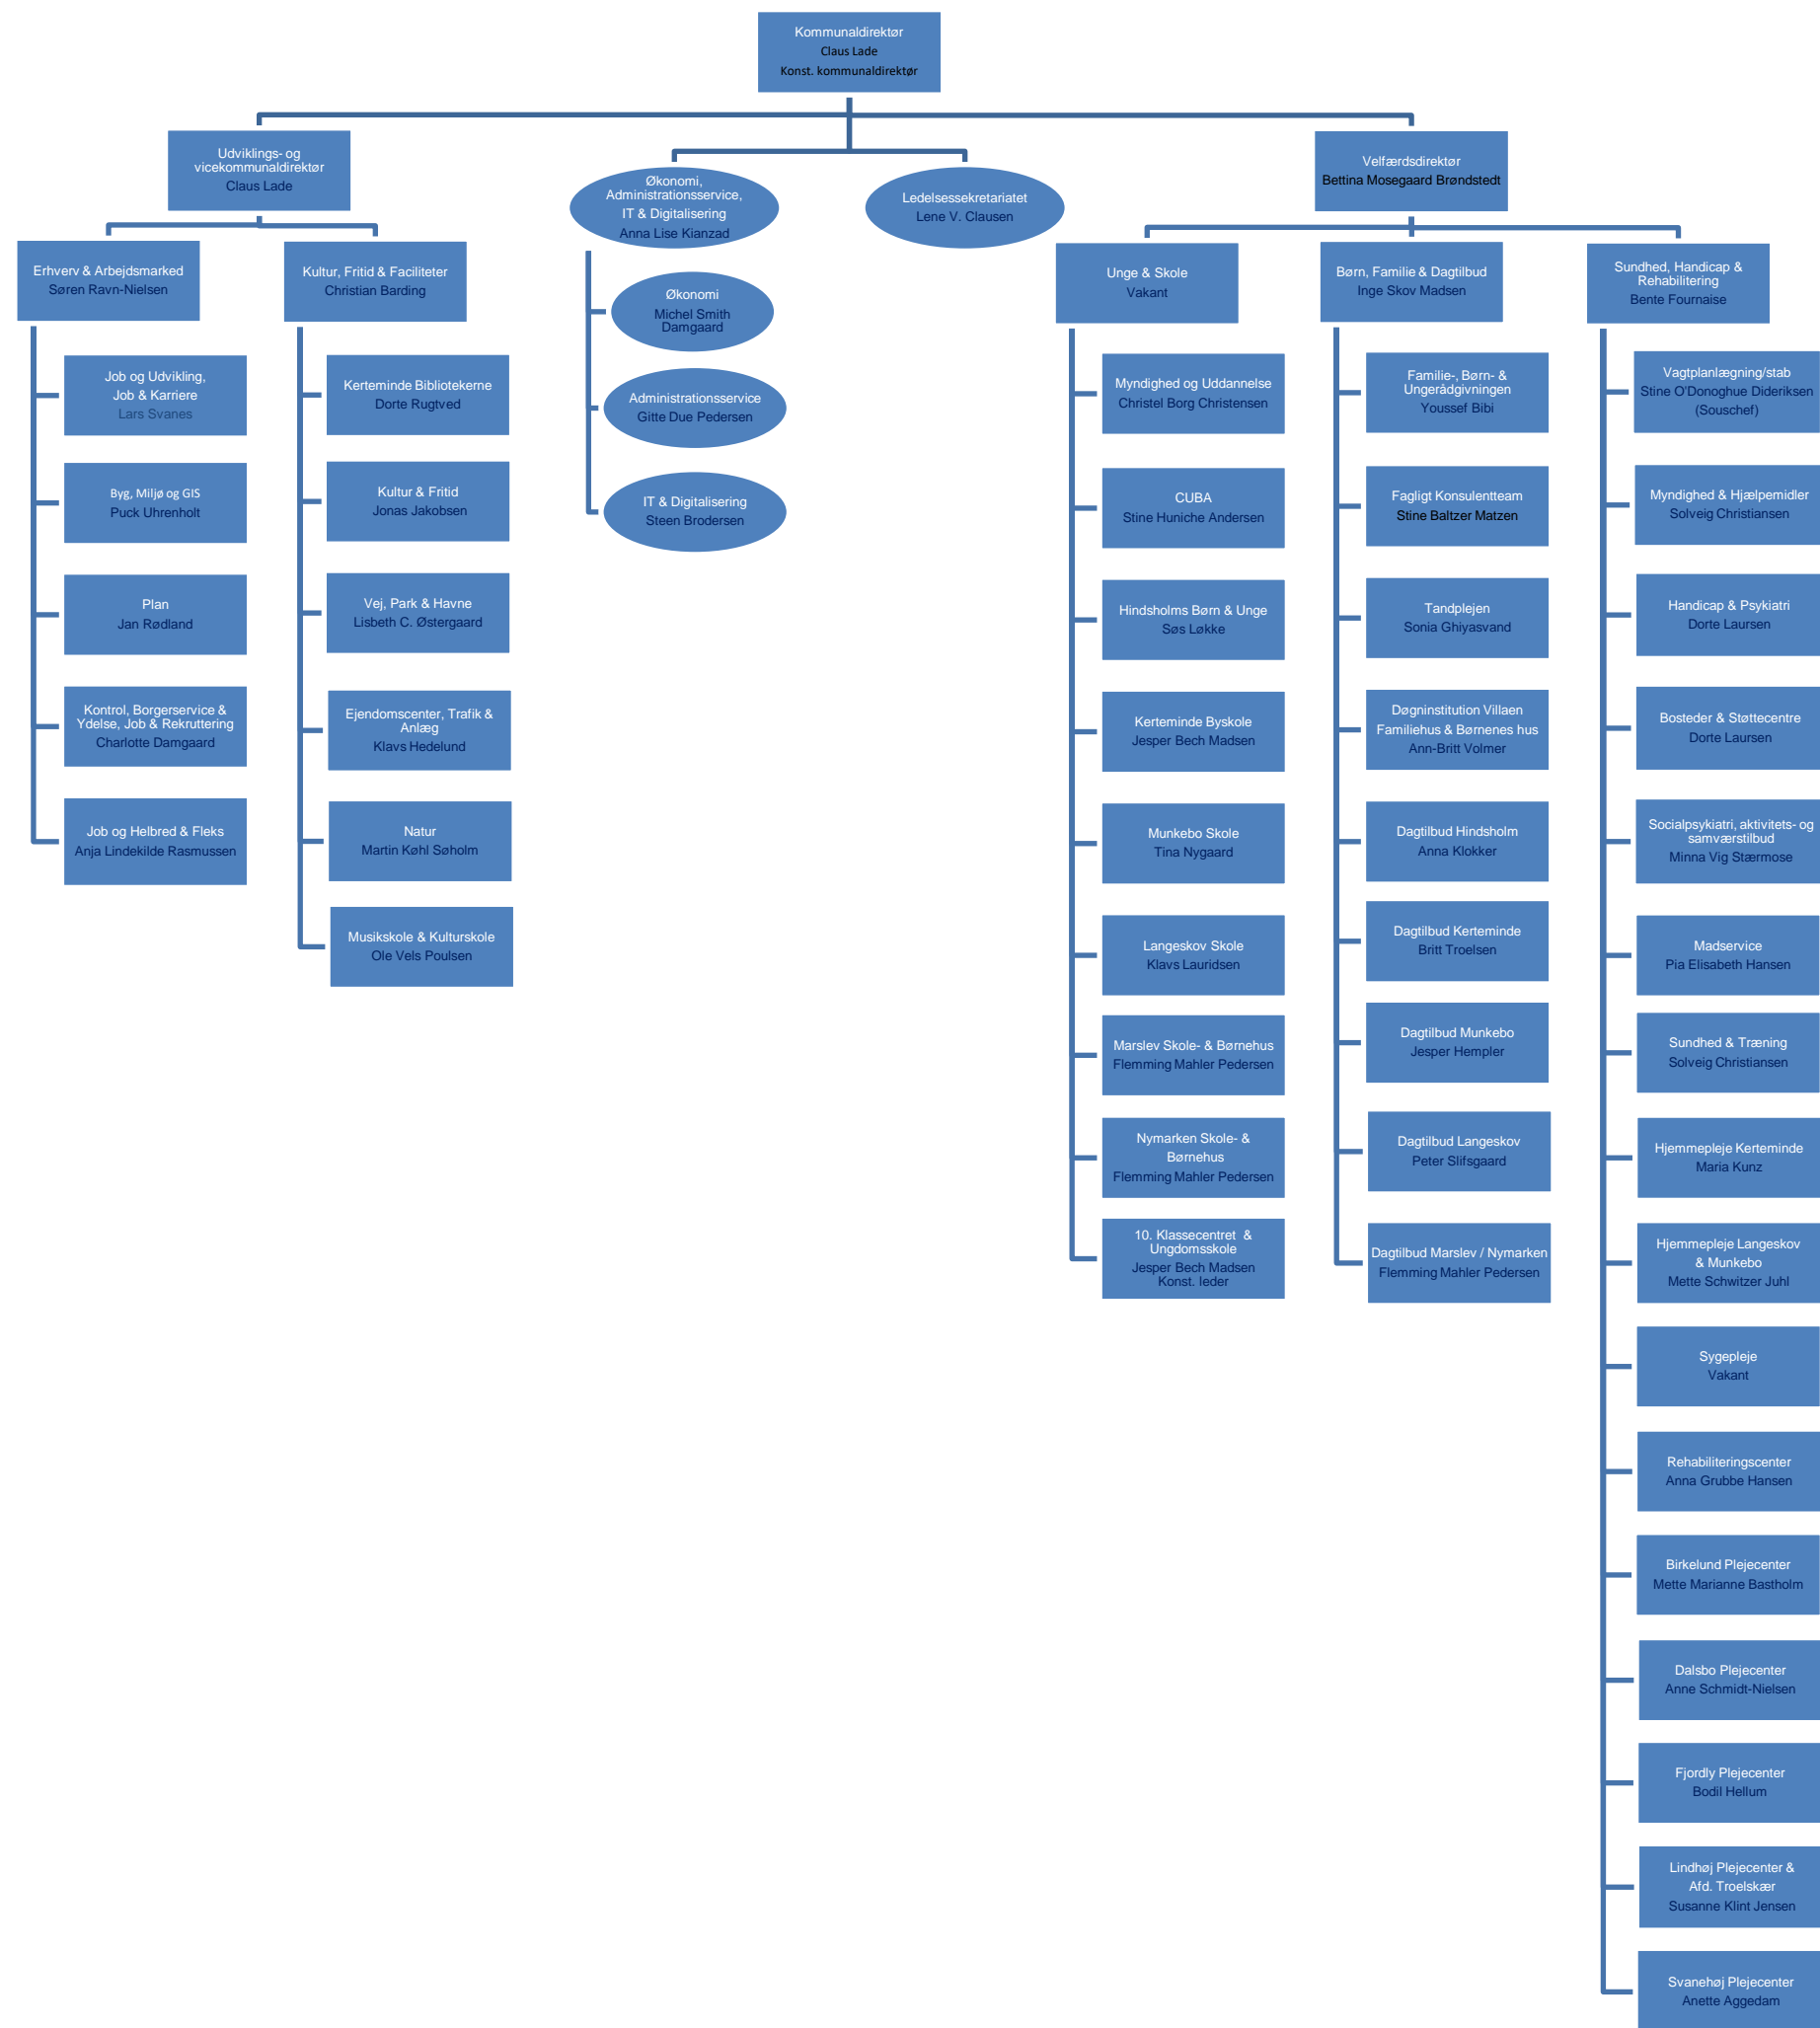 Kommunaldirektør
Claus Lade
Konst. kommunaldirektør
Udviklings- og
vicekommunaldirektør
Claus Lade
Økonomi,
Administrationsservice,
IT & Digitalisering
Anna Lise Kianzad
Ledelsessekretariatet
Lene V. Clausen
Velfærdsdirektør
Bettina Mosegaard Brøndstedt
Erhverv & Arbejdsmarked
Søren Ravn-Nielsen
Job og Udvikling,
Job & Karriere
Lars Svanes
Byg, Miljø og GIS
Puck Uhrenholt
Plan
Jan Rødland
Kontrol, Borgerservice &
Ydelse, Job & Rekruttering
Charlotte Damgaard
Job og Helbred & Fleks
Anja Lindekilde Rasmussen
Kultur, Fritid & Faciliteter
Christian Barding
Kerteminde Bibliotekerne
Dorte Rugtved
Kultur & Fritid
Jonas Jakobsen
Vej, Park & Havne
Lisbeth C. Østergaard
Ejendomscenter, Trafik &
Anlæg
Klavs Hedelund
Natur
Martin Køhl Søholm
Musikskole & Kulturskole
Ole Vels Poulsen
Økonomi
Michel Smith
Damgaard
Administrationsservice
Gitte Due Pedersen
IT & Digitalisering
Steen Brodersen
Unge & Skole
Vakant
Myndighed og Uddannelse
Christel Borg Christensen
CUBA
Stine Huniche Andersen
Hindsholms Børn & Unge
Søs Løkke
Kerteminde Byskole
Jesper Bech Madsen
Munkebo Skole
Tina Nygaard
Langeskov Skole
Klavs Lauridsen
Marslev Skole- & Børnehus
Flemming Mahler Pedersen
Nymarken Skole- &
Børnehus
Flemming Mahler Pedersen
10. Klassecentret &
Ungdomsskole
Jesper Bech Madsen
Konst. leder
Børn, Familie & Dagtilbud
Inge Skov Madsen
Familie-, Børn- &
Ungerådgivningen
Youssef Bibi
Fagligt Konsulentteam
Stine Baltzer Matzen
Tandplejen
Sonia Ghiyasvand
Døgninstitution Villaen
Familiehus & Børnenes hus
Ann-Britt Volmer
Dagtilbud Hindsholm
Anna Klokker
Dagtilbud Kerteminde
Britt Troelsen
Dagtilbud Munkebo
Jesper Hempler
Dagtilbud Langeskov
Peter Slifsgaard
Dagtilbud Marslev / Nymarken
Flemming Mahler Pedersen
Sundhed, Handicap &
Rehabilitering
Bente Fournaise
Vagtplanlægning/stab
Stine O'Donoghue Dideriksen
(Souschef)
Myndighed & Hjælpemidler
Solveig Christiansen
Handicap & Psykiatri
Dorte Laursen
Bosteder & Støttecentre
Dorte Laursen
Socialpsykiatri, aktivitets- og
samværstilbud
Minna Vig Stærmose
Madservice
Pia Elisabeth Hansen
Sundhed & Træning
Solveig Christiansen
Hjemmepleje Kerteminde
Maria Kunz
Hjemmepleje Langeskov
& Munkebo
Mette Schwitzer Juhl
Sygepleje
Vakant
Rehabiliteringscenter
Anna Grubbe Hansen
Birkelund Plejecenter
Mette Marianne Bastholm
Dalsbo Plejecenter
Anne Schmidt-Nielsen
Fjordly Plejecenter
Bodil Hellum
Lindhøj Plejecenter &
Afd. Troelskær
Susanne Klint Jensen
Svanehøj Plejecenter
Anette Aggedam